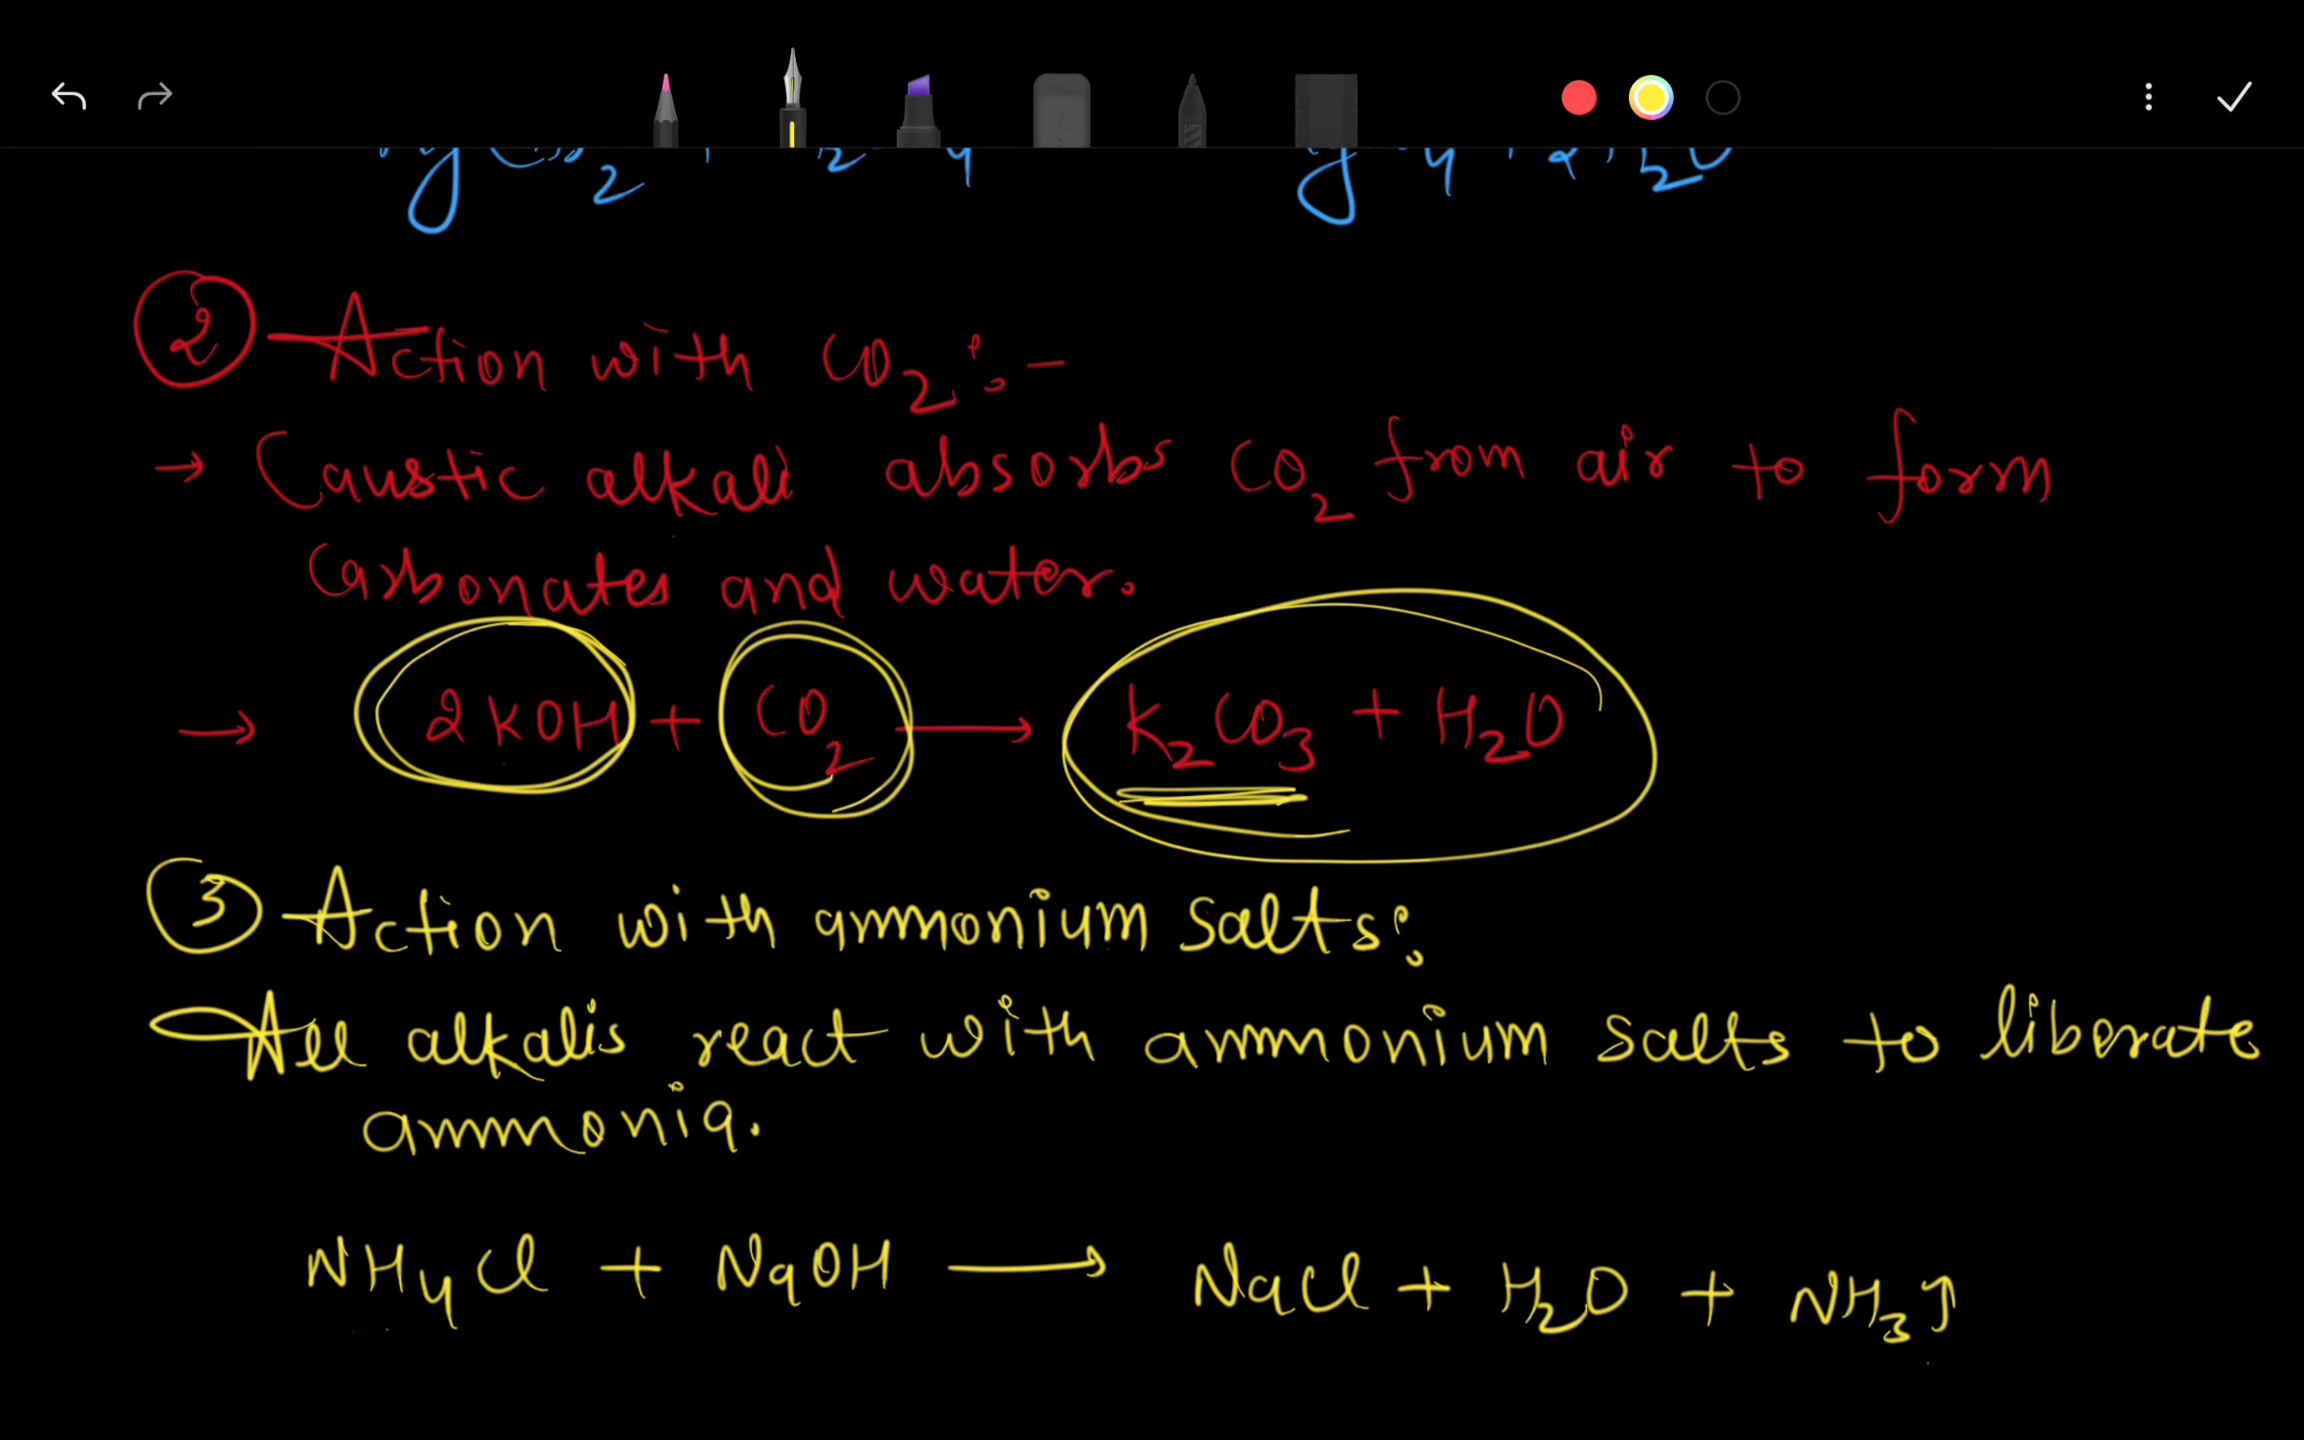 ② Action with CO₂ :-
→ Caustic alkali absorbs CO₂ from air to form
Carbonates and water.
→ 2KOH + CO₂ ⟶ K₂CO₃ + H₂O
③ Action with ammonium salts:
All alkalis react with ammonium salts to liberate
ammonia.
NH₄Cl + NaOH ⟶ NaCl + H₂O + NH₃↑